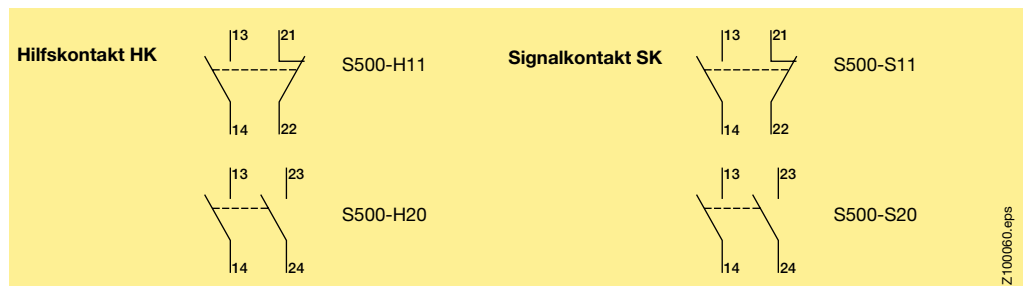 Hilfskontakt HK
13 21
S500-H11
14 22
13 23
S500-H20
14 24
Signalkontakt SK
13 21
S500-S11
14 22
13 23
S500-S20
14 24
Z100060.eps